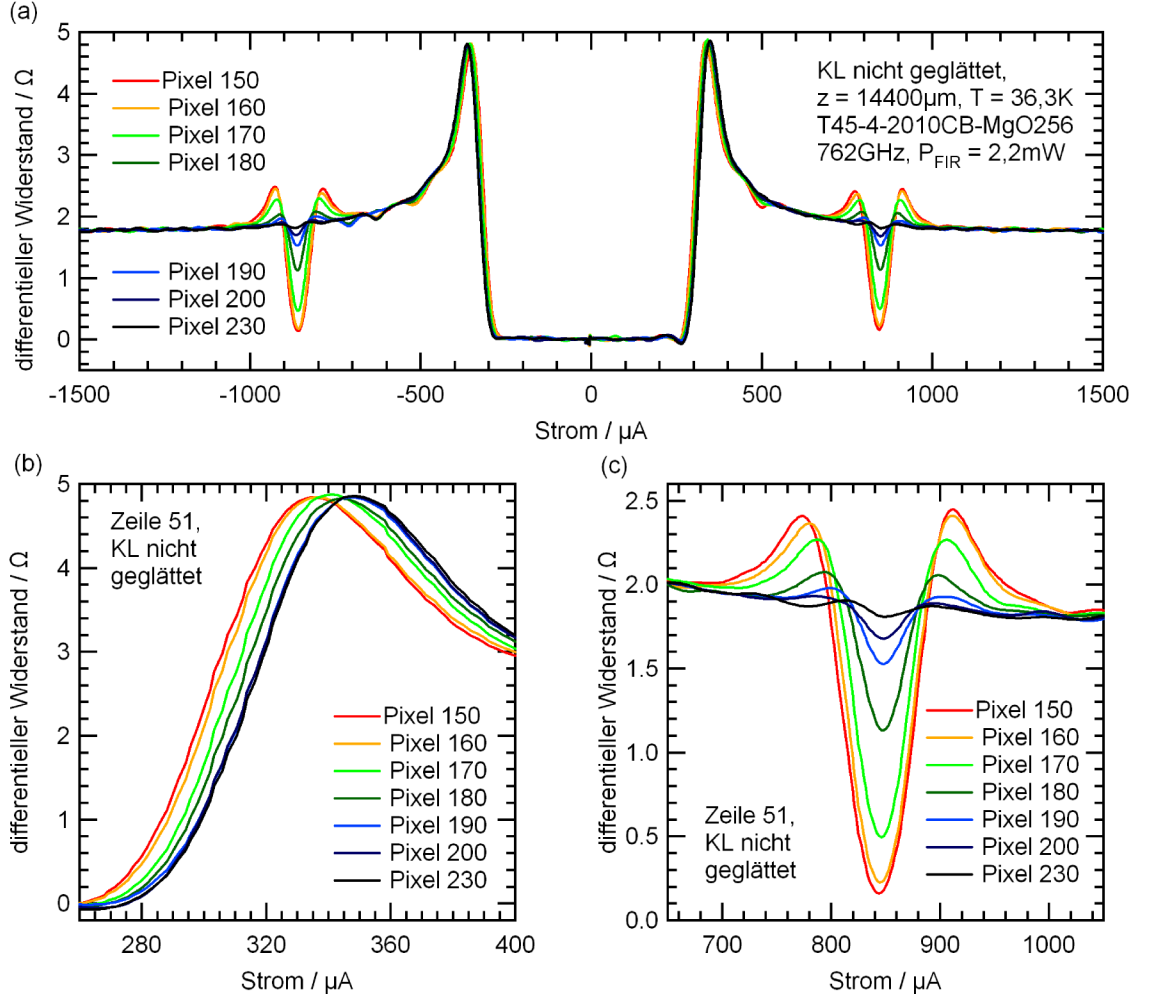 (a)
differentieller Widerstand / Ω
5
4
3
2
1
0
Pixel 150
Pixel 160
Pixel 170
Pixel 180
Pixel 190
Pixel 200
Pixel 230
KL nicht geglättet,
z = 14400µm, T = 36,3K
T45-4-2010CB-MgO256
762GHz, P_FIR = 2,2mW
-1500 -1000 -500 0 500 1000 1500
Strom / µA
(b)
differentieller Widerstand / Ω
5
4
3
2
1
0
Zeile 51,
KL nicht
geglättet
Pixel 150
Pixel 160
Pixel 170
Pixel 180
Pixel 190
Pixel 200
Pixel 230
280 320 360 400
Strom / µA
(c)
differentieller Widerstand / Ω
2.5
2.0
1.5
1.0
0.5
0.0
Zeile 51,
KL nicht
geglättet
Pixel 150
Pixel 160
Pixel 170
Pixel 180
Pixel 190
Pixel 200
Pixel 230
700 800 900 1000
Strom / µA